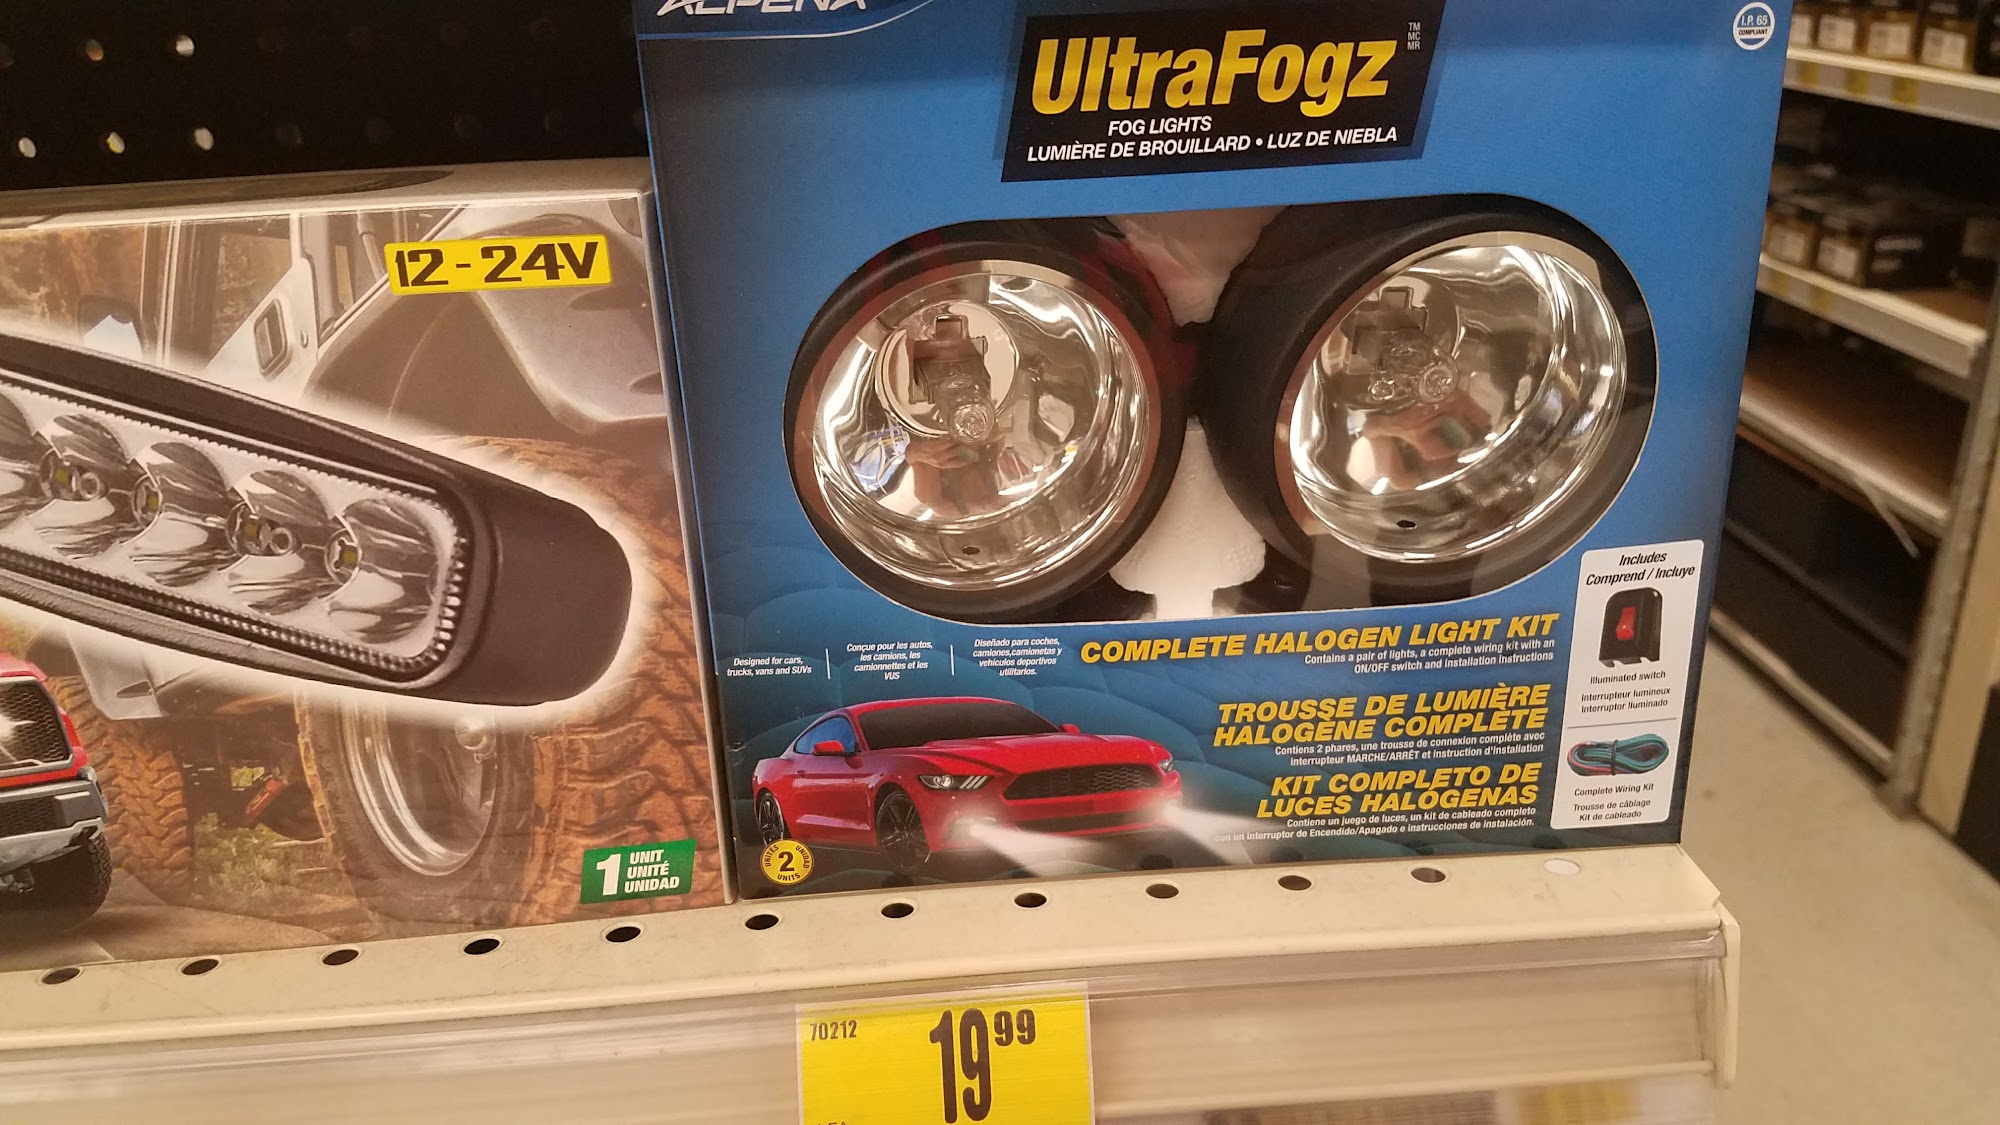 ALPENA
UltraFogz
TM
MC
MR
FOG LIGHTS
LUMIÈRE DE BROUILLARD • LUZ DE NIEBLA
I.P. 65
COMPLIANT
12-24V
1 UNIT
UNITÉ
UNIDAD
Designed for cars,
trucks, vans and SUVs
Conçue pour les autos,
les camions, les
camionnettes et les
VUS
Diseñado para coches,
camiones,camionetas y
vehículos deportivos
utilitarios.
COMPLETE HALOGEN LIGHT KIT
Contains a pair of lights, a complete wiring kit with an
ON/OFF switch and installation instructions
TROUSSE DE LUMIÈRE
HALOGÈNE COMPLÈTE
Contiens 2 phares, une trousse de connexion complète avec
interrupteur MARCHE/ARRÊT et instruction d'installation
KIT COMPLETO DE
LUCES HALÓGENAS
Contiene un juego de luces, un kit de cableado completo
con un interruptor de Encendido/Apagado e instrucciones de instalación.
Includes
Comprend / Incluye
Illuminated switch
Interrupteur lumineux
Interruptor Iluminado
Complete Wiring Kit
Trousse de câblage
Kit de cableado
UNITÉS
UNIDAD
2
UNITS
70212
19 99